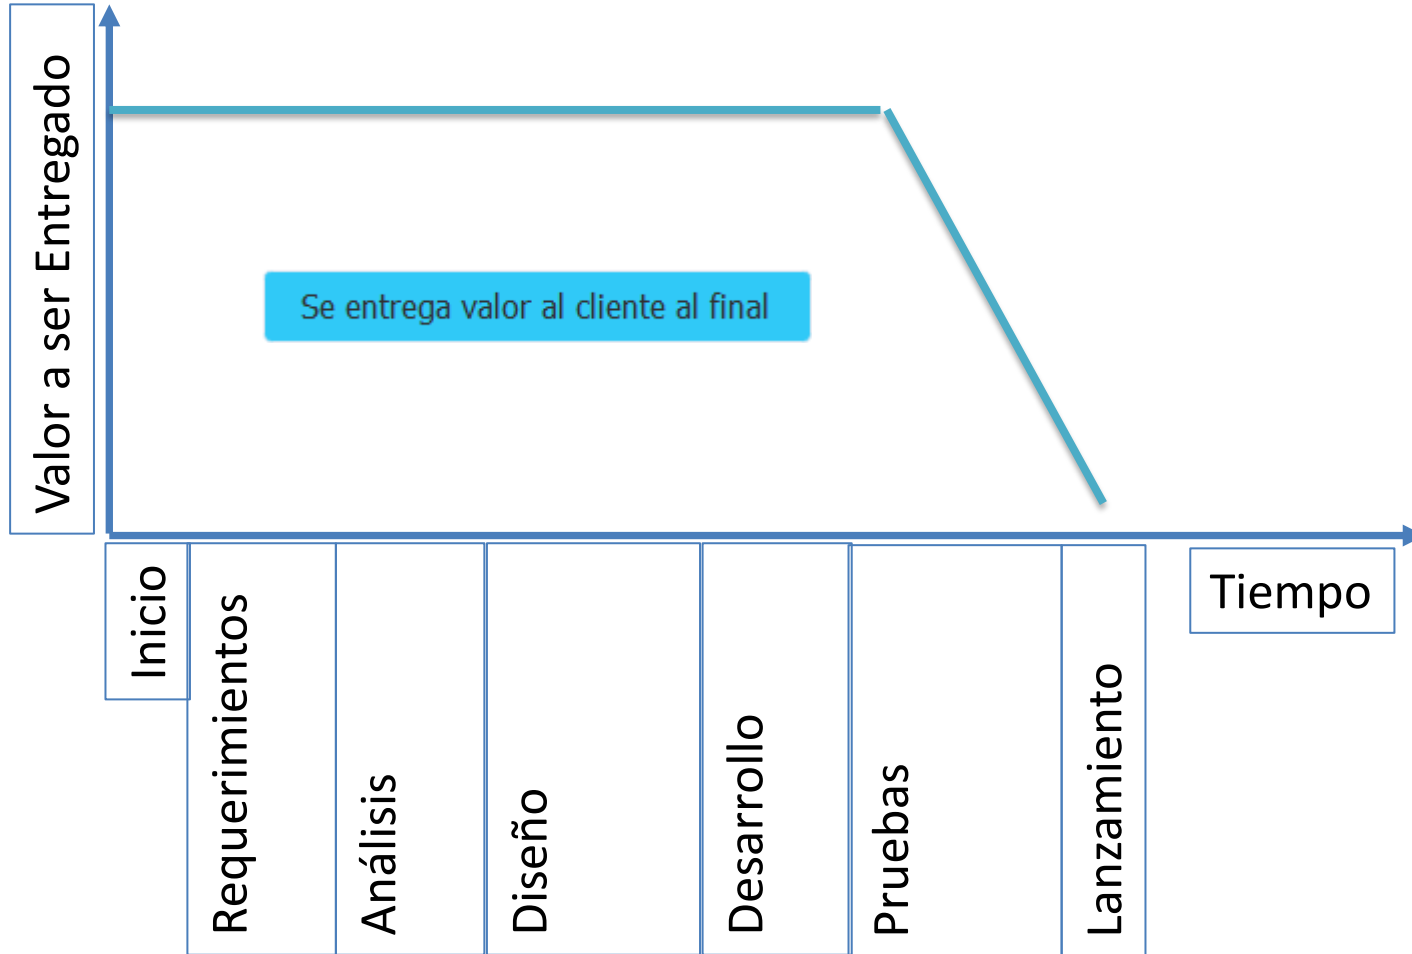 Valor a ser Entregado
Se entrega valor al cliente al final
Inicio
Requerimientos
Análisis
Diseño
Desarrollo
Pruebas
Lanzamiento
Tiempo